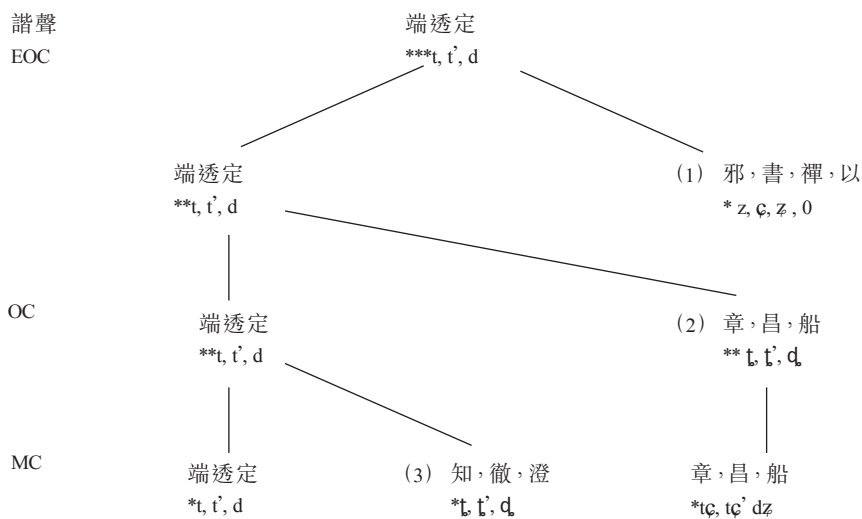 諧聲 端透定
EOC ***t, t’, d
端透定 (1) 邪，書，禪，以
**t, t’, d * z, ɕ, ʑ , 0
OC 端透定 (2) 章，昌，船
**t, t’, d ** ȶ, ȶ’, ȡ
MC 端透定 (3) 知，徹，澄 章，昌，船
*t, t’, d *ȶ, ȶ’, ȡ *tɕ, tɕ’ dʑ